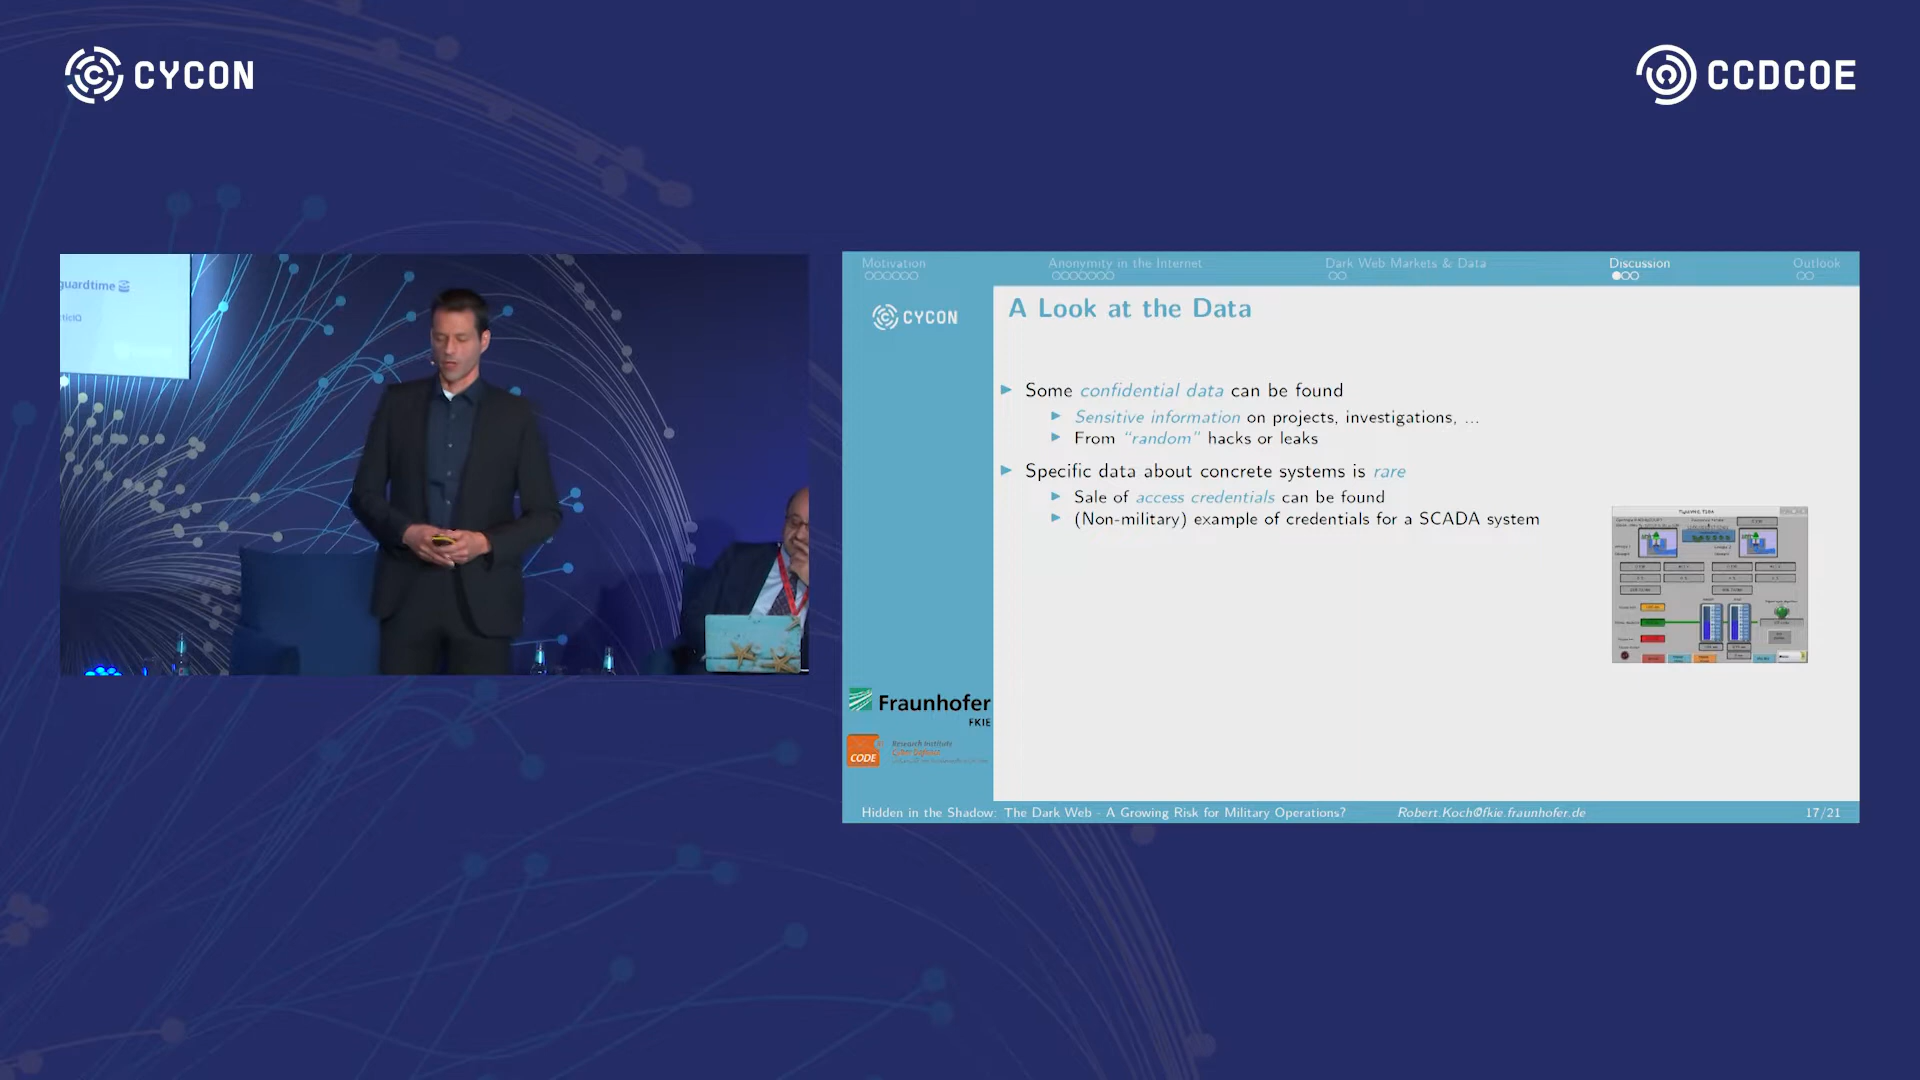 CYCON
CCDCOE
guardtime
Motivation
Anonymity in the Internet
Dark Web Markets & Data
Discussion
Outlook
CYCON
A Look at the Data
Some confidential data can be found
Sensitive information on projects, investigations, ...
From “random” hacks or leaks
Specific data about concrete systems is rare
Sale of access credentials can be found
(Non-military) example of credentials for a SCADA system
Fraunhofer
FKIE
CODE
Research Institute
Hidden in the Shadow: The Dark Web - A Growing Risk for Military Operations?
Robert.Koch@fkie.fraunhofer.de
17/21